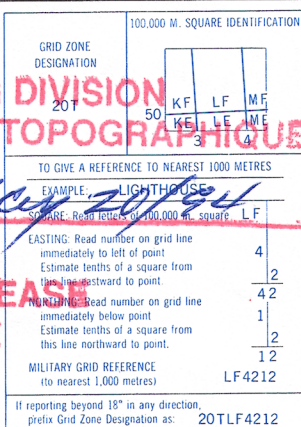 100,000 M. SQUARE IDENTIFICATION
GRID ZONE
DESIGNATION
DIVISION
20T
KF LF MF
50
KE LE ME
TOPOGRAPHIQUE
3 4
TO GIVE A REFERENCE TO NEAREST 1000 METRES
EXAMPLE: LIGHTHOUSE
20/94
SQUARE: Read letters of 100,000 m. square LF
EASTING: Read number on grid line
immediately to left of point 4
Estimate tenths of a square from
this line eastward to point. 2
42
EASE
NORTHING: Read number on grid line
immediately below point 1
Estimate tenths of a square from
this line northward to point. 2
12
MILITARY GRID REFERENCE
(to nearest 1,000 metres) LF4212
If reporting beyond 18° in any direction,
prefix Grid Zone Designation as: 20TLF4212